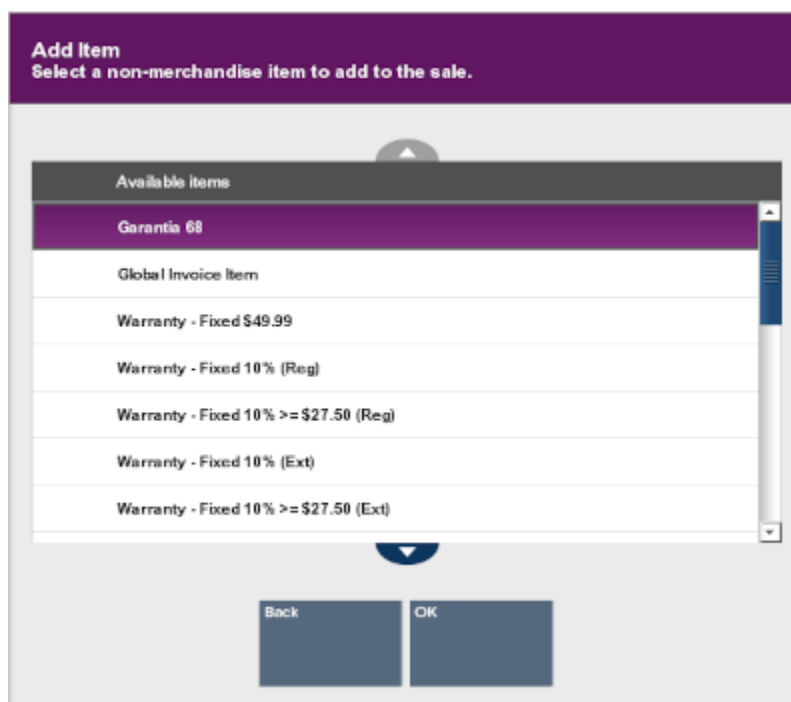 Add Item
Select a non-merchandise item to add to the sale.
Available items
Garantia 68
Global Invoice Item
Warranty - Fixed $49.99
Warranty - Fixed 10% (Reg)
Warranty - Fixed 10% >= $27.50 (Reg)
Warranty - Fixed 10% (Ext)
Warranty - Fixed 10% >= $27.50 (Ext)
Back
OK